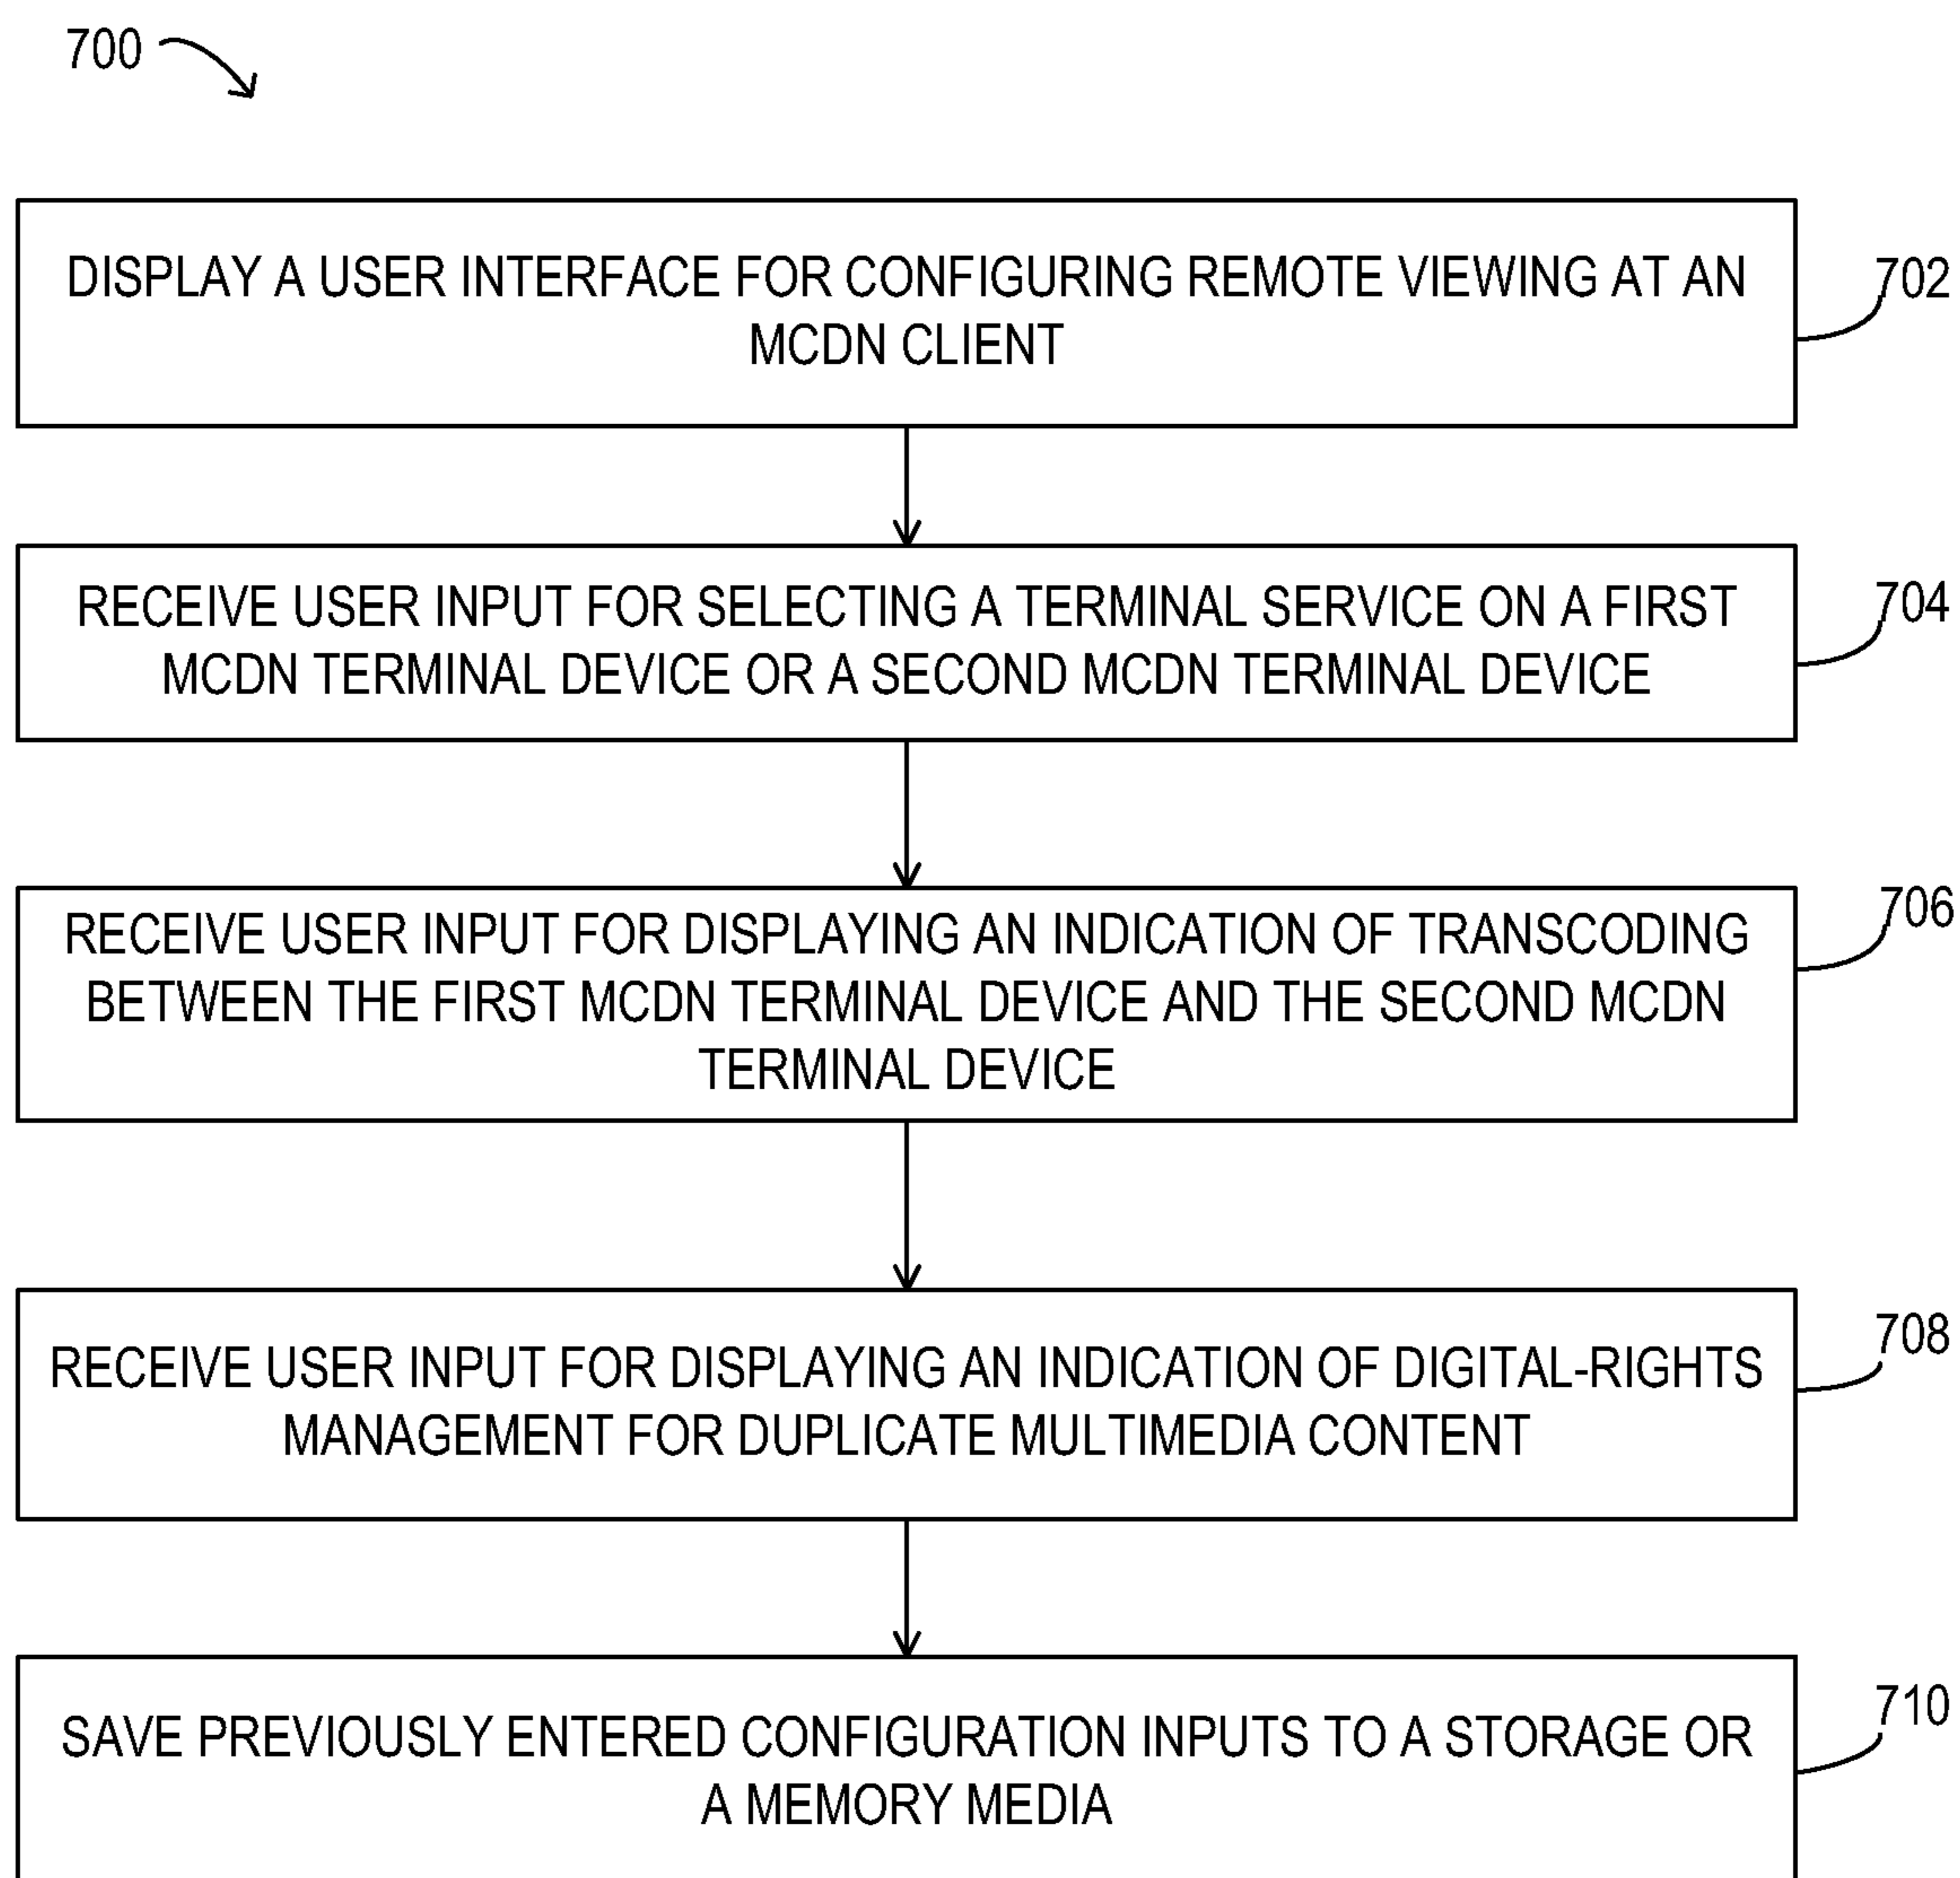 700
DISPLAY A USER INTERFACE FOR CONFIGURING REMOTE VIEWING AT AN
MCDN CLIENT
702
RECEIVE USER INPUT FOR SELECTING A TERMINAL SERVICE ON A FIRST
MCDN TERMINAL DEVICE OR A SECOND MCDN TERMINAL DEVICE
704
RECEIVE USER INPUT FOR DISPLAYING AN INDICATION OF TRANSCODING
BETWEEN THE FIRST MCDN TERMINAL DEVICE AND THE SECOND MCDN
TERMINAL DEVICE
706
RECEIVE USER INPUT FOR DISPLAYING AN INDICATION OF DIGITAL-RIGHTS
MANAGEMENT FOR DUPLICATE MULTIMEDIA CONTENT
708
SAVE PREVIOUSLY ENTERED CONFIGURATION INPUTS TO A STORAGE OR
A MEMORY MEDIA
710